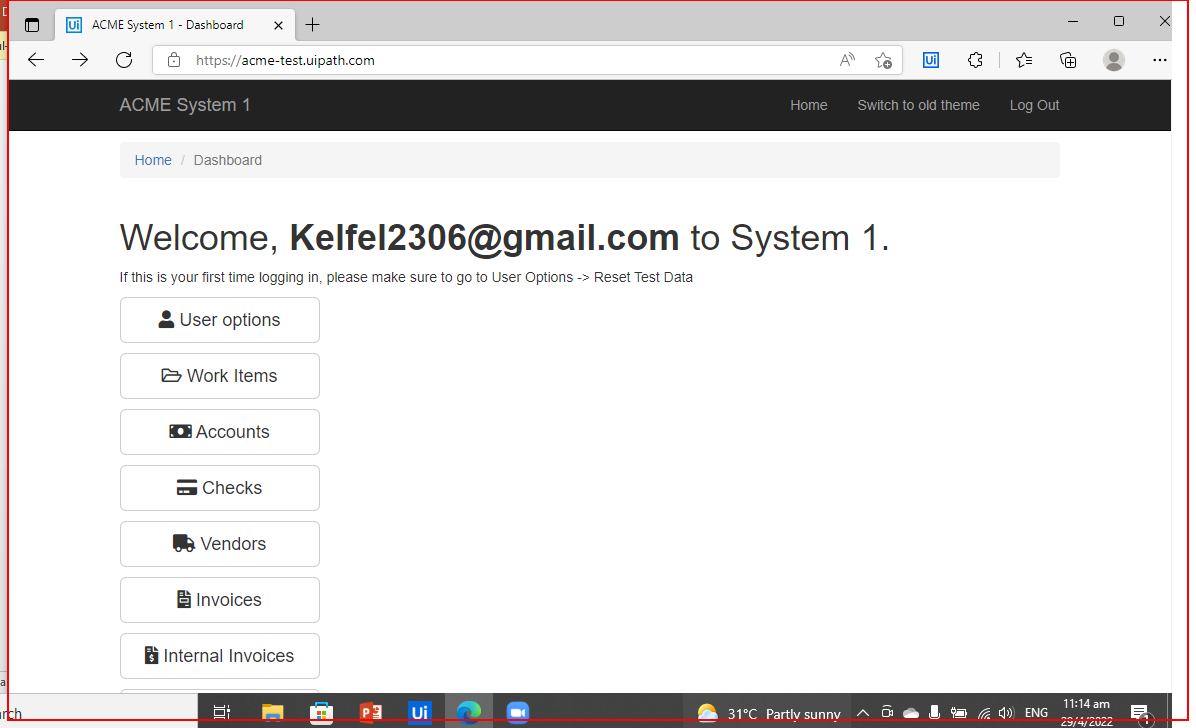 ACME System 1 - Dashboard
https://acme-test.uipath.com
ACME System 1
Home
Switch to old theme
Log Out
Home / Dashboard
Welcome, Kelfel2306@gmail.com to System 1.
If this is your first time logging in, please make sure to go to User Options -> Reset Test Data
User options
Work Items
Accounts
Checks
Vendors
Invoices
Internal Invoices
rch
Ui
31°C Partly sunny
ENG
11:14 am
29/4/2022
1